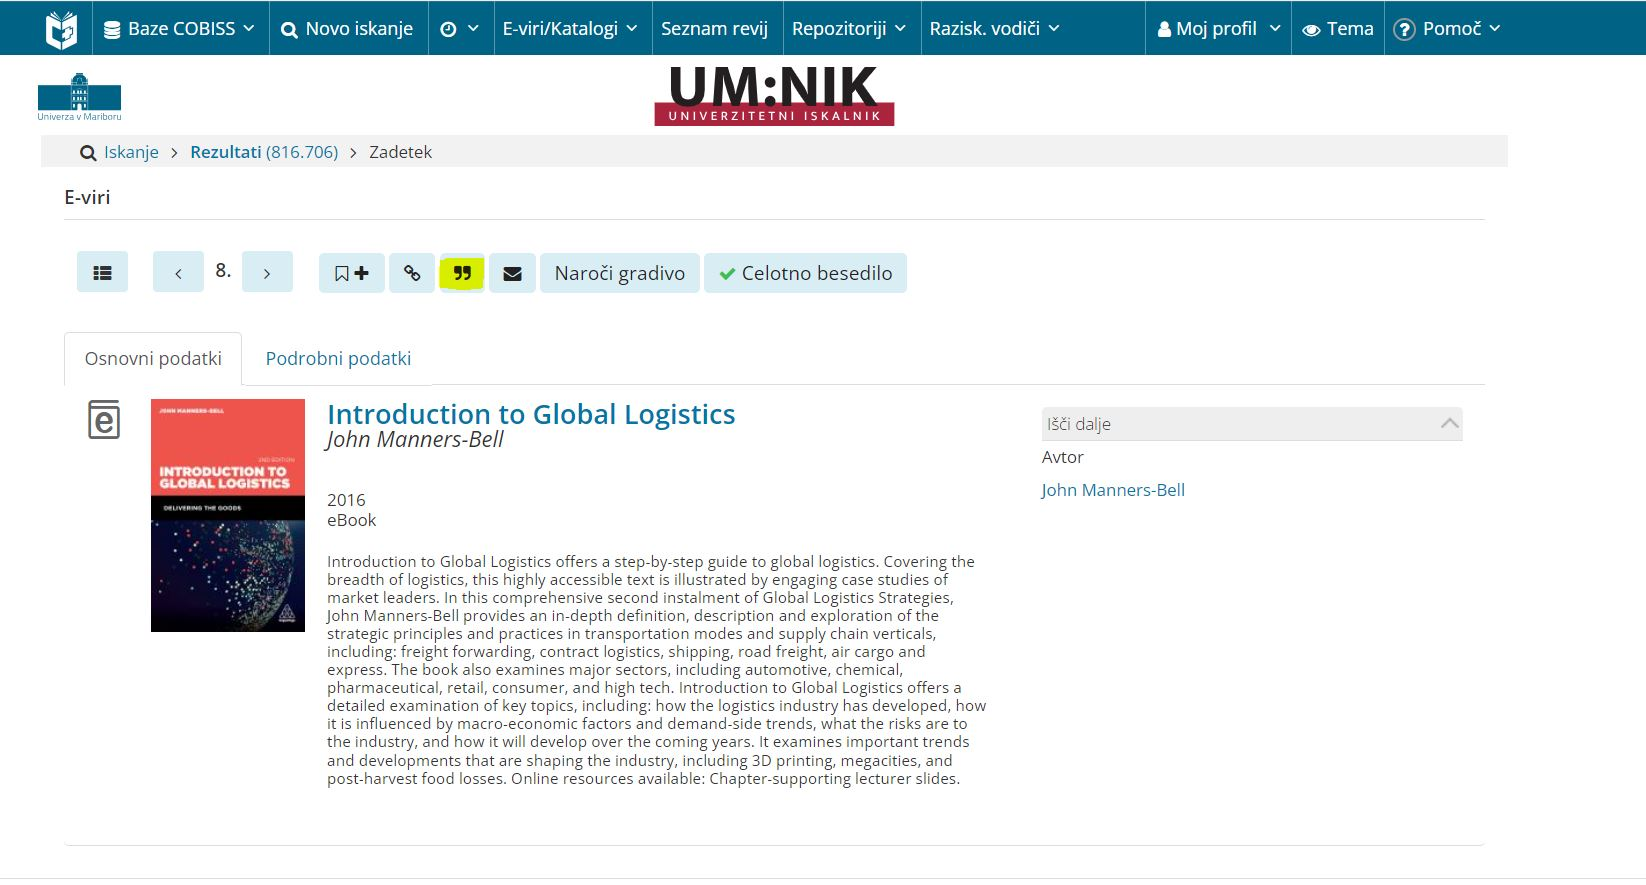 Baze COBISS Novo iskanje E-viri/Katalogi Seznam revij Repozitoriji Razisk. vodiči Moj profil Tema ? Pomoč
Univerza v Mariboru
UM:NIK
UNIVERZITETNI ISKALNIK
Iskanje > Rezultati (816.706) > Zadetek
E-viri
< 8. > + Naroči gradivo Celotno besedilo
Osnovni podatki Podrobni podatki
e
JOHN MANNERS-BELL
2ND EDITION
INTRODUCTION TO
GLOBAL LOGISTICS
DELIVERING THE GOODS
Introduction to Global Logistics
John Manners-Bell
2016
eBook
Introduction to Global Logistics offers a step-by-step guide to global logistics. Covering the
breadth of logistics, this highly accessible text is illustrated by engaging case studies of
market leaders. In this comprehensive second instalment of Global Logistics Strategies,
John Manners-Bell provides an in-depth definition, description and exploration of the
strategic principles and practices in transportation modes and supply chain verticals,
including: freight forwarding, contract logistics, shipping, road freight, air cargo and
express. The book also examines major sectors, including automotive, chemical,
pharmaceutical, retail, consumer, and high tech. Introduction to Global Logistics offers a
detailed examination of key topics, including: how the logistics industry has developed, how
it is influenced by macro-economic factors and demand-side trends, what the risks are to
the industry, and how it will develop over the coming years. It examines important trends
and developments that are shaping the industry, including 3D printing, megacities, and
post-harvest food losses. Online resources available: Chapter-supporting lecturer slides.
Išči dalje
Avtor
John Manners-Bell